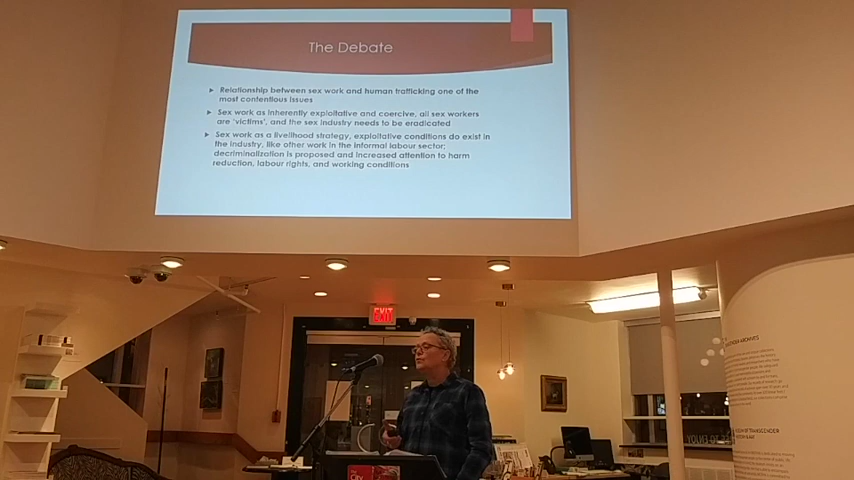 The Debate
Relationship between sex work and human trafficking one of the
most contentious issues
Sex work as inherently exploitative and coercive, all sex workers
are 'victims', and the sex industry needs to be eradicated
Sex work as a livelihood strategy, exploitative conditions do exist in
the industry, like other work in the informal labour sector;
decriminalization is proposed and increased attention to harm
reduction, labour rights, and working conditions
EXIT
ARCHIVES
OF TRANSGENDER